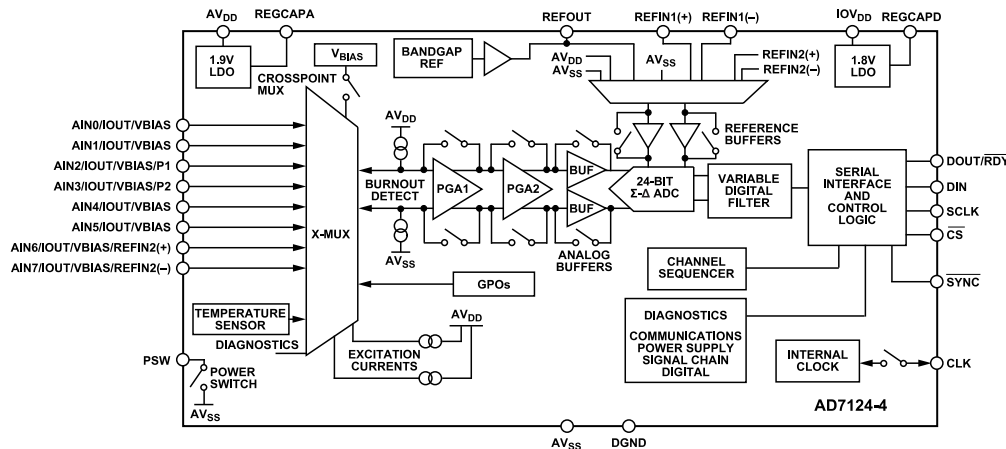 AVDD
REGCAPA
REFOUT
REFIN1(+)
REFIN1(–)
IOVDD
REGCAPD
1.9V
LDO
VBIAS
CROSSPOINT
MUX
BANDGAP
REF
AVDD
AVSS
AVSS
REFIN2(+)
REFIN2(–)
1.8V
LDO
REFERENCE
BUFFERS
AIN0/IOUT/VBIAS
AIN1/IOUT/VBIAS
AIN2/IOUT/VBIAS/P1
AIN3/IOUT/VBIAS/P2
AIN4/IOUT/VBIAS
AIN5/IOUT/VBIAS
AIN6/IOUT/VBIAS/REFIN2(+)
AIN7/IOUT/VBIAS/REFIN2(–)
X-MUX
AVDD
BURNOUT
DETECT
AVSS
PGA1
PGA2
BUF
BUF
ANALOG
BUFFERS
24-BIT
Σ-Δ ADC
VARIABLE
DIGITAL
FILTER
SERIAL
INTERFACE
AND
CONTROL
LOGIC
DOUT/RDY
DIN
SCLK
CS
SYNC
CHANNEL
SEQUENCER
GPOs
TEMPERATURE
SENSOR
DIAGNOSTICS
AVDD
EXCITATION
CURRENTS
DIAGNOSTICS
COMMUNICATIONS
POWER SUPPLY
SIGNAL CHAIN
DIGITAL
INTERNAL
CLOCK
CLK
PSW
POWER
SWITCH
AVSS
AD7124-4
AVSS
DGND